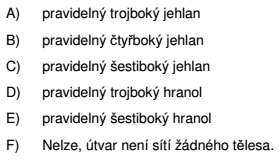 A) pravidelný trojboký jehlan
B) pravidelný čtyřboký jehlan
C) pravidelný šestiboký jehlan
D) pravidelný trojboký hranol
E) pravidelný šestiboký hranol
F) Nelze, útvar není sítí žádného tělesa.